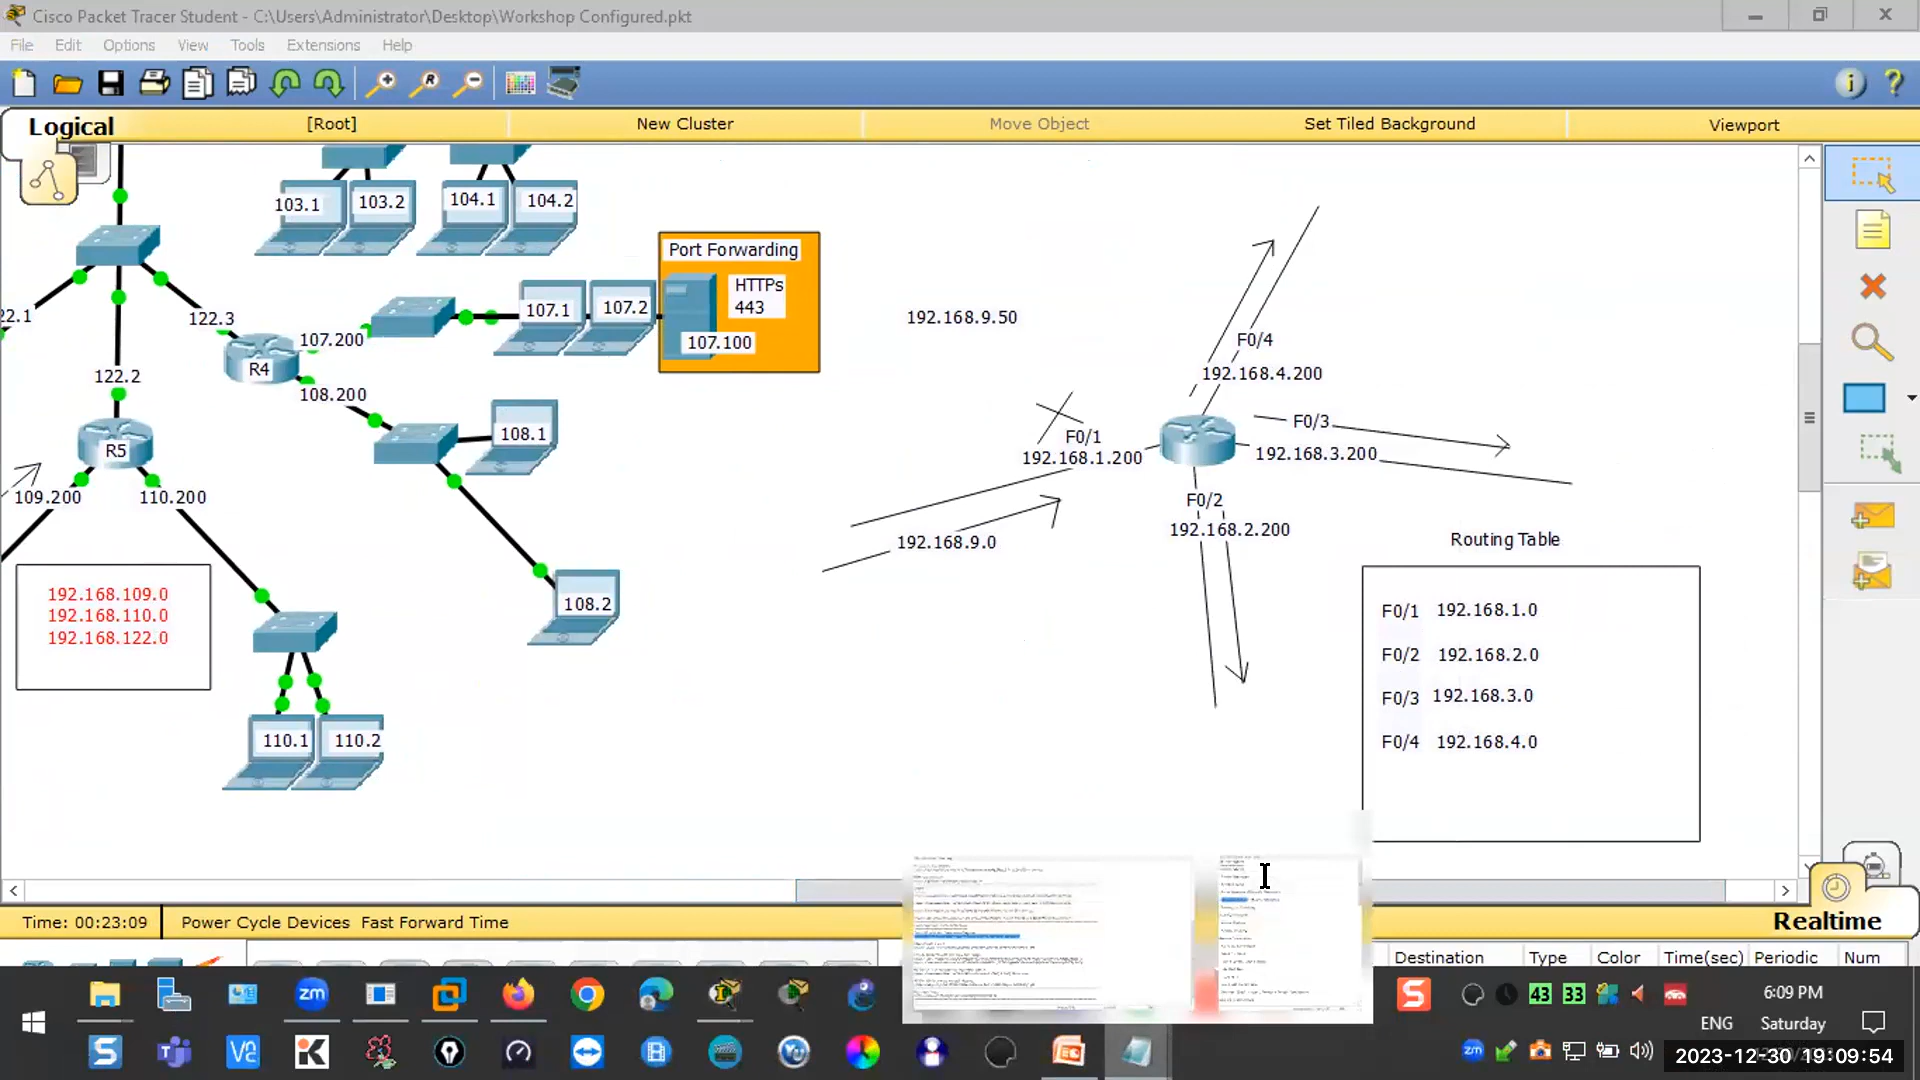 Cisco Packet Tracer Student - C:\Users\Administrator\Desktop\Workshop Configured.pkt
File Edit Options View Tools Extensions Help
Logical [Root] New Cluster Move Object Set Tiled Background Viewport
103.1 103.2 104.1 104.2
Port Forwarding
HTTPs
443
107.1 107.2
107.100
22.1 122.3
107.200
R4
122.2
108.200
108.1
R5
109.200 110.200
108.2
192.168.109.0
192.168.110.0
192.168.122.0
110.1 110.2
192.168.9.50
F0/4
192.168.4.200
F0/1
192.168.1.200
F0/3
192.168.3.200
F0/2
192.168.2.200
192.168.9.0
Routing Table
F0/1 192.168.1.0
F0/2 192.168.2.0
F0/3 192.168.3.0
F0/4 192.168.4.0
Time: 00:23:09 Power Cycle Devices Fast Forward Time
Realtime
Destination Type Color Time(sec) Periodic Num
zm
43 33
6:09 PM
ENG Saturday
2023-12-30 19:09:54